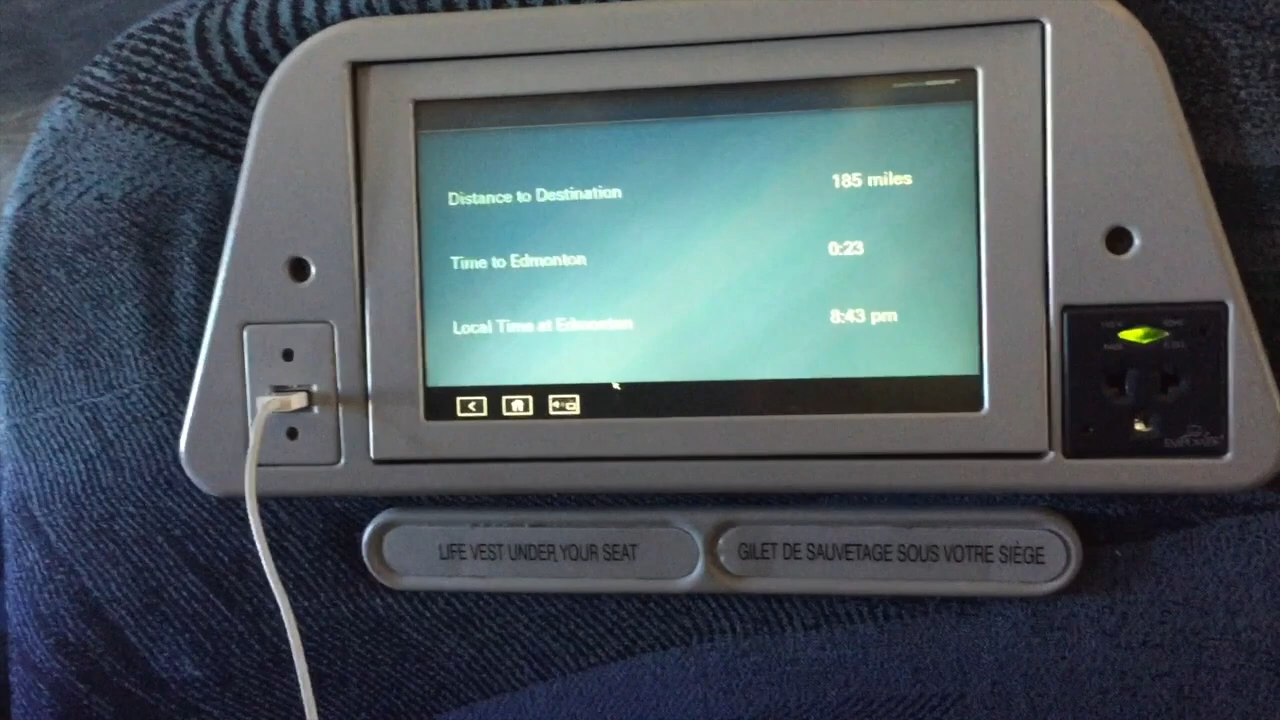 Distance to Destination 185 miles
Time to Edmonton 0:23
Local Time at Edmonton 8:43 pm
LIFE VEST UNDER YOUR SEAT
GILET DE SAUVETAGE SOUS VOTRE SIÈGE